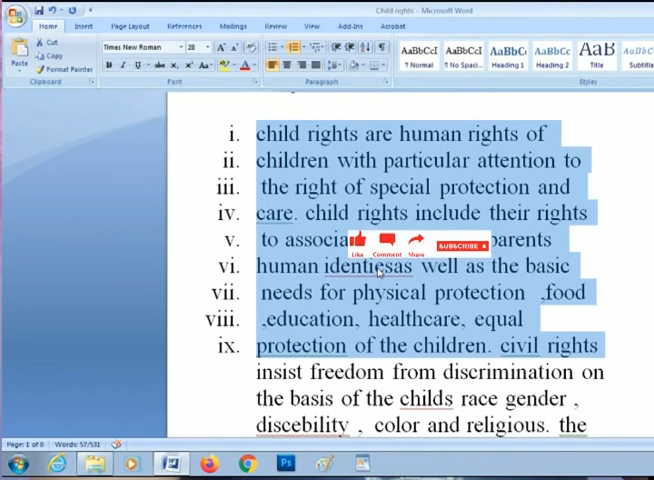 Child rights - Microsoft Word
Home Insert Page Layout References Mailings Review View Add-Ins Acrobat
Paste
Cut
Copy
Format Painter
Clipboard
Times New Roman 28
Font
Paragraph
AaBbCcI AaBbCcI AaBbC AaBbCc AaB AaBbCcI
¶ Normal ¶ No Spaci... Heading 1 Heading 2 Title Subtitle
Styles
i. child rights are human rights of
ii. children with particular attention to
iii. the right of special protection and
iv. care. child rights include their rights
v. to associa parents
Like Comment Share SUBSCRIBE
vi. human identiesas well as the basic
vii. needs for physical protection ,food
viii. ,education, healthcare, equal
ix. protection of the children. civil rights
insist freedom from discrimination on
the basis of the childs race gender ,
discebility , color and religious. the
Page: 1 of 8 Words: 57/531
Ps